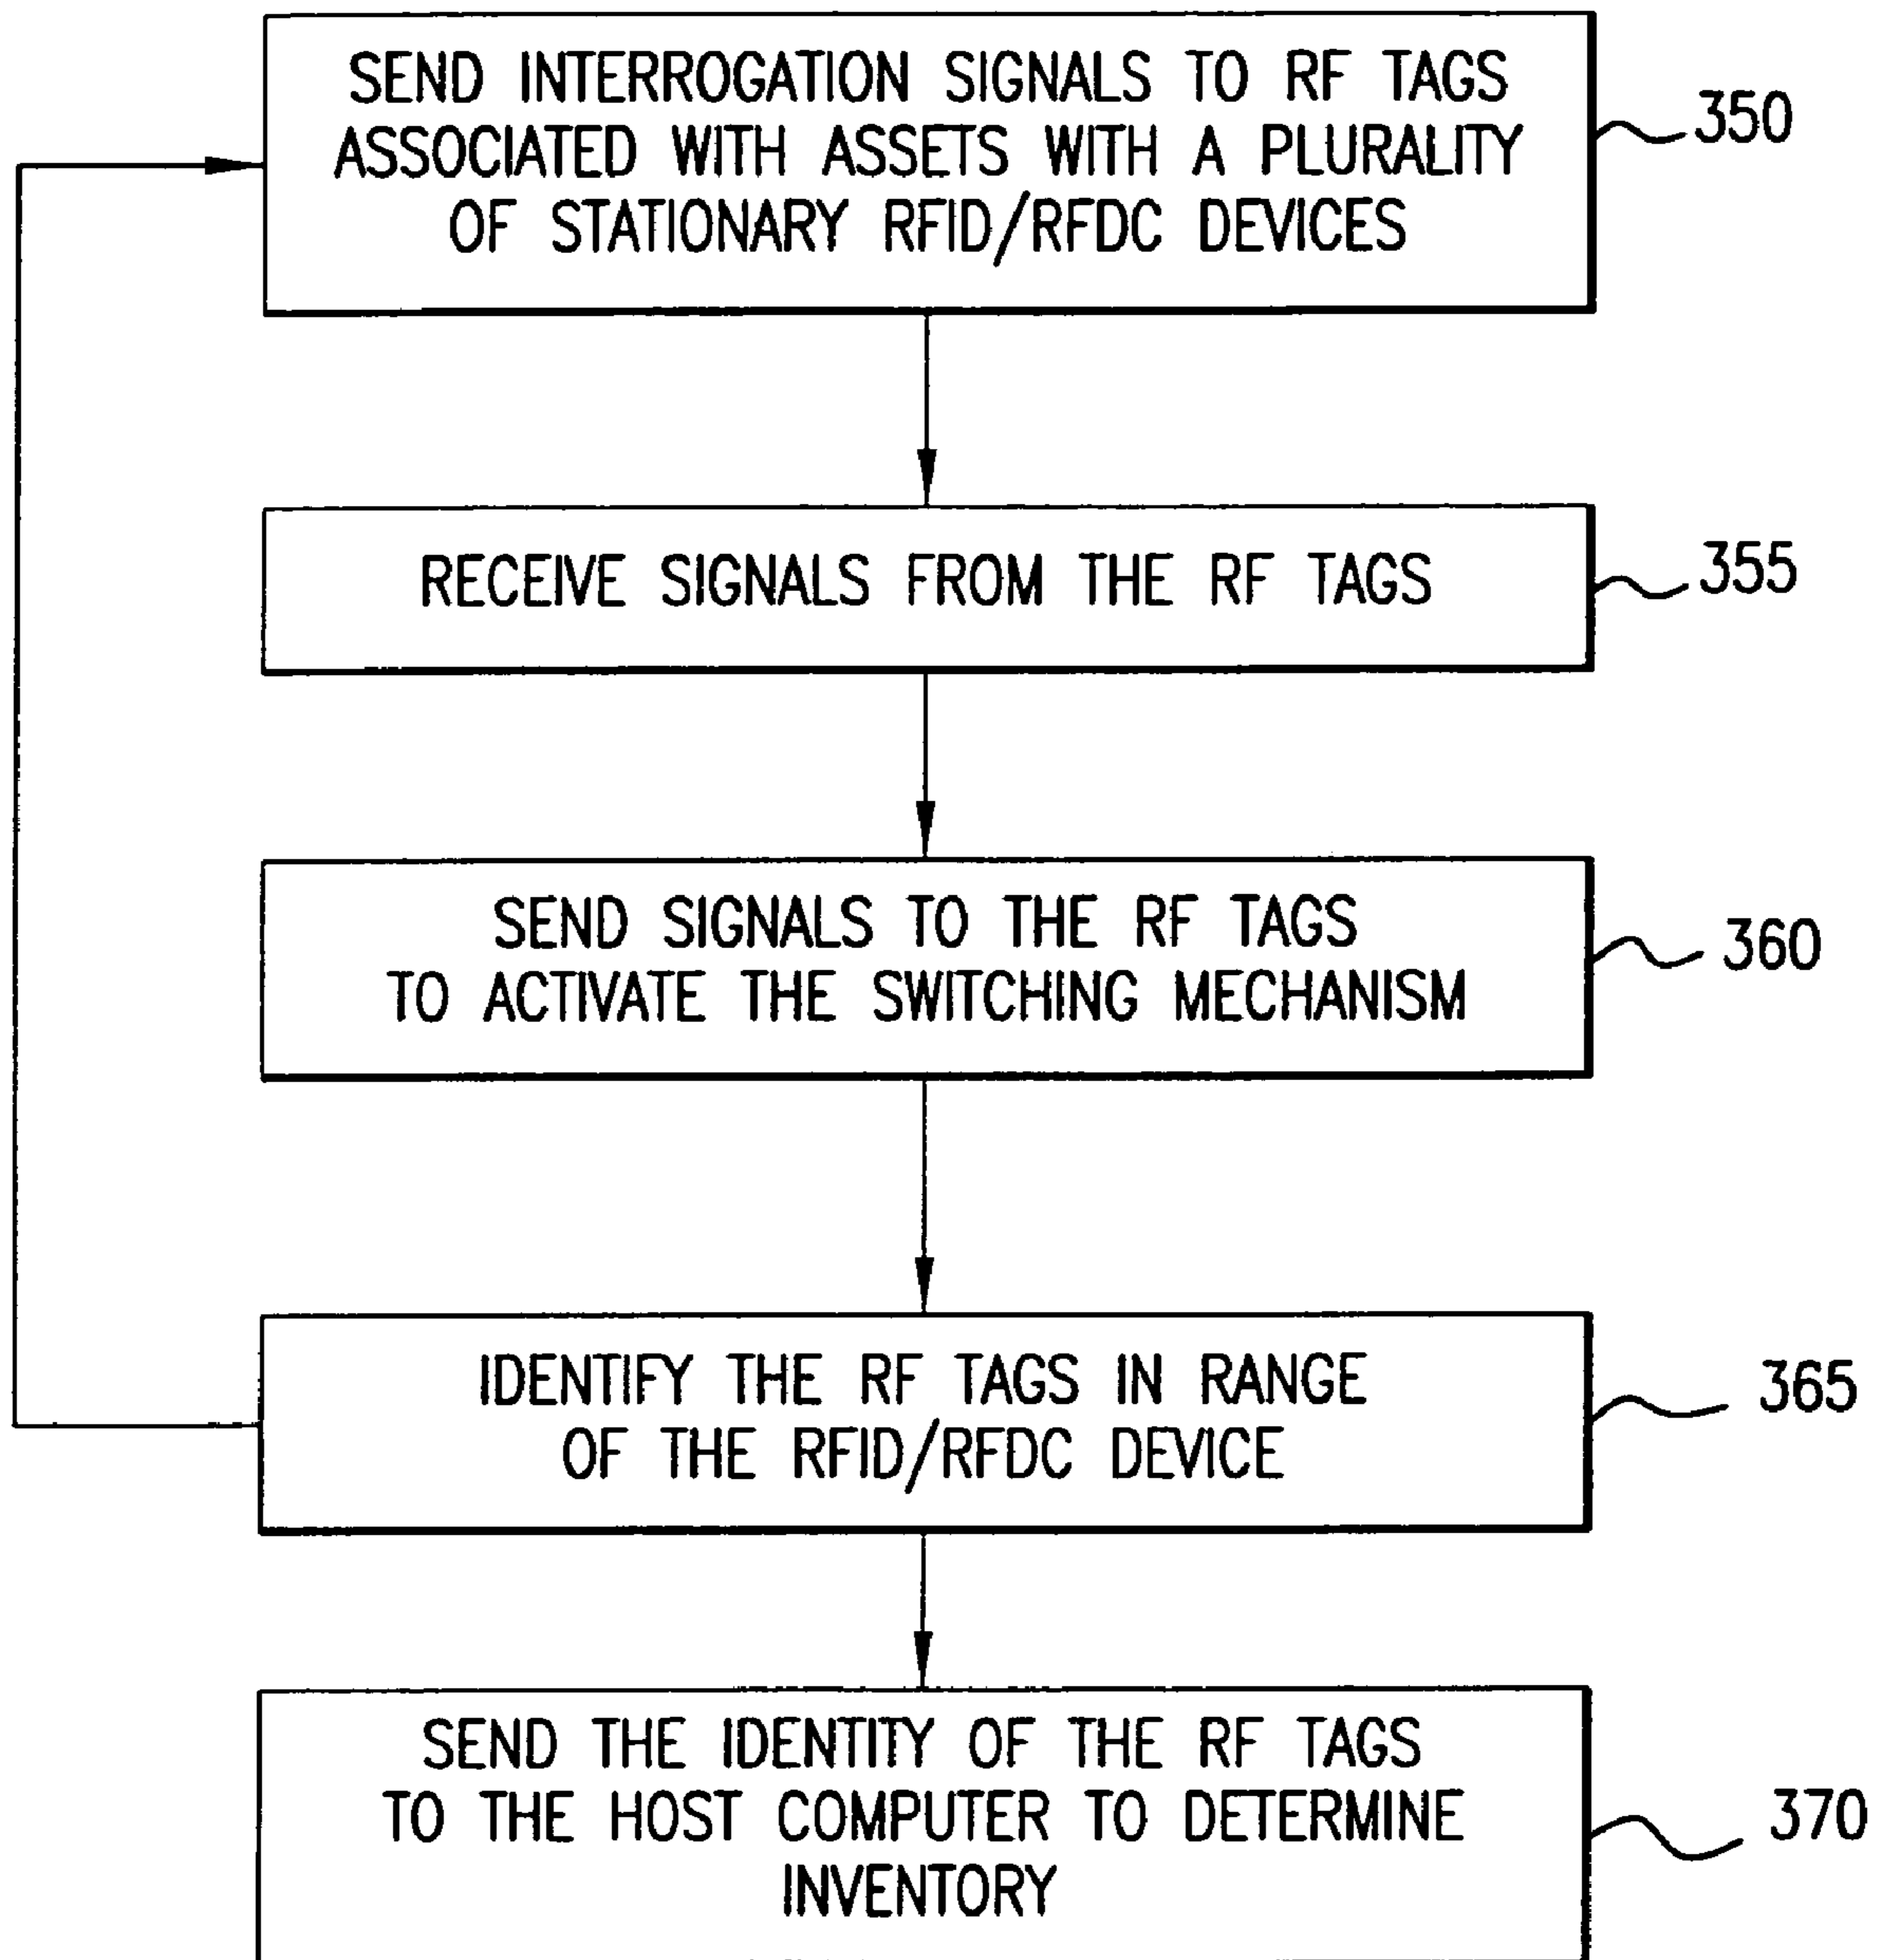 SEND INTERROGATION SIGNALS TO RF TAGS
ASSOCIATED WITH ASSETS WITH A PLURALITY
OF STATIONARY RFID/RFDC DEVICES
350
RECEIVE SIGNALS FROM THE RF TAGS
355
SEND SIGNALS TO THE RF TAGS
TO ACTIVATE THE SWITCHING MECHANISM
360
IDENTIFY THE RF TAGS IN RANGE
OF THE RFID/RFDC DEVICE
365
SEND THE IDENTITY OF THE RF TAGS
TO THE HOST COMPUTER TO DETERMINE
INVENTORY
370